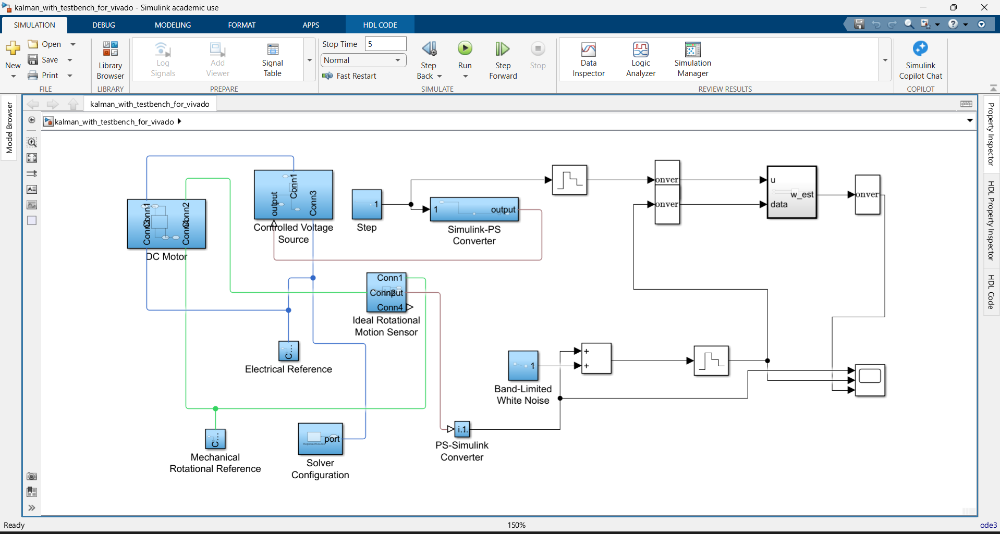 kalman_with_testbench_for_vivado - Simulink academic use
SIMULATION
DEBUG
MODELING
FORMAT
APPS
HDL CODE
New
Open
Save
Print
FILE
Library
Browser
LIBRARY
Log
Signals
Add
Viewer
Signal
Table
PREPARE
Stop Time
5
Normal
Fast Restart
Step
Back
Run
Step
Forward
Stop
SIMULATE
Data
Inspector
Logic
Analyzer
Simulation
Manager
REVIEW RESULTS
Simulink
Copilot Chat
COPILOT
Model Browser
kalman_with_testbench_for_vivado
kalman_with_testbench_for_vivado
Property Inspector
HDL Property Inspector
HDL Code
Conn1
Conn2
DC Motor
output
Conn1
Conn3
Controlled Voltage
Source
1
Step
1
output
Simulink-PS
Converter
onver
onver
u
data
w_est
onver
Conn1
Conn4
Ideal Rotational
Motion Sensor
C...
Electrical Reference
1
Band-Limited
White Noise
+
+
C...
Mechanical
Rotational Reference
port
Solver
Configuration
i.1.
PS-Simulink
Converter
Ready
150%
ode3